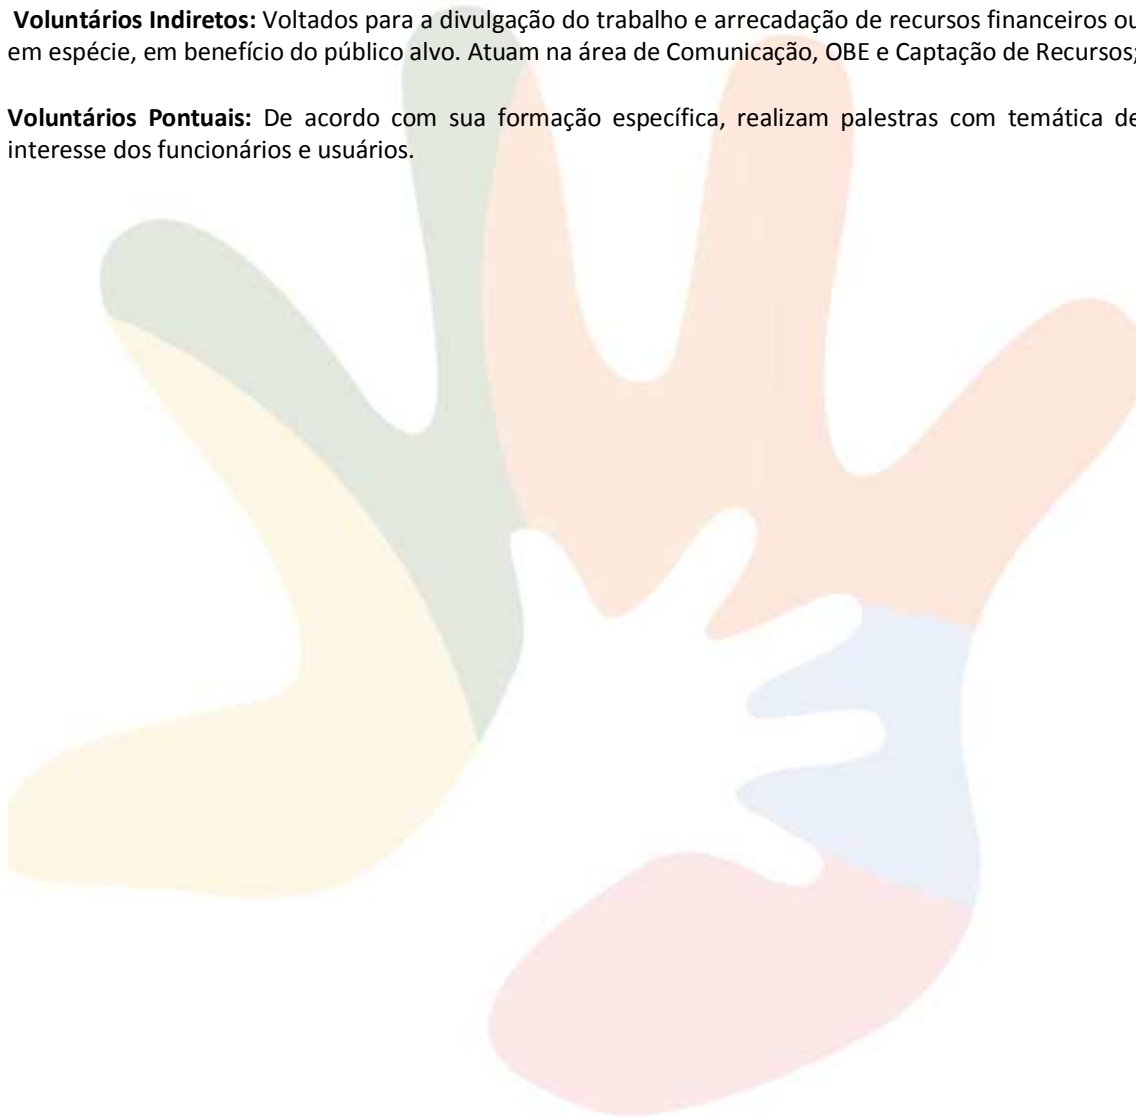 Voluntários Indiretos: Voltados para a divulgação do trabalho e arrecadação de recursos financeiros ou
em espécie, em benefício do público alvo. Atuam na área de Comunicação, OBE e Captação de Recursos;
Voluntários Pontuais: De acordo com sua formação específica, realizam palestras com temática de
interesse dos funcionários e usuários.